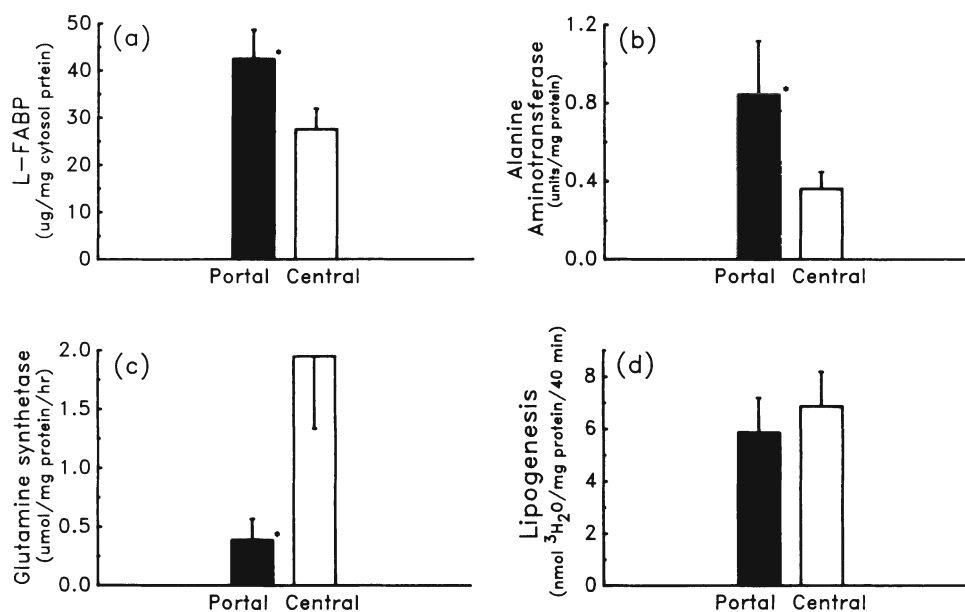 (a)
L-FABP
(ug/mg cytosol prtein)
50
40
30
20
10
0
Portal Central
*
(b)
Alanine
Aminotransferase
(units/mg protein)
1.2
0.8
0.4
0.0
Portal Central
*
(c)
Glutamine synthetase
(umol/mg protein/hr)
2.0
1.5
1.0
0.5
0.0
Portal Central
*
(d)
Lipogenesis
(nmol ³H₂O/mg protein/40 min)
8
6
4
2
0
Portal Central